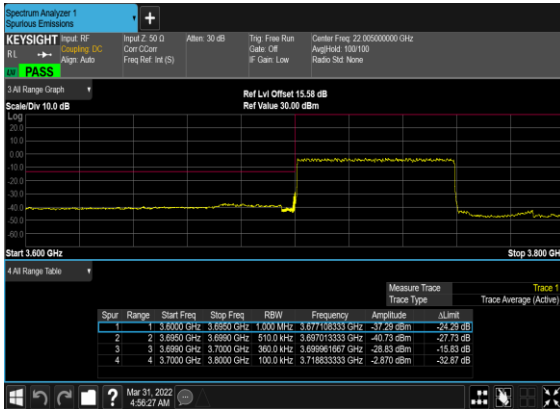 Spectrum Analyzer 1
Spurious Emissions
KEYSIGHT Input: RF
Coupling: DC
Align: Auto
Input Z: 50 Ω
Corr CCorr
Freq Ref: Int (S)
Atten: 30 dB
Trig: Free Run
Gate: Off
IF Gain: Low
Center Freq: 22.005000000 GHz
Avg|Hold: 100/100
Radio Std: None
RL
PASS
3 All Range Graph
Scale/Div 10.0 dB
Ref Lvl Offset 15.58 dB
Ref Value 30.00 dBm
Log
20.0
10.0
0.00
-10.0
-20.0
-30.0
-40.0
-50.0
-60.0
Start 3.600 GHz
Stop 3.800 GH
4 All Range Table
Measure Trace Trace 1
Trace Type Trace Average (Active)
Spur Range Start Freq Stop Freq RBW Frequency Amplitude ΔLimit
1 1 3.6000 GHz 3.6950 GHz 1.000 MHz 3.677108333 GHz -37.29 dBm -24.29 dB
2 2 3.6950 GHz 3.6990 GHz 510.0 kHz 3.697013333 GHz -40.73 dBm -27.73 dB
3 3 3.6990 GHz 3.7000 GHz 360.0 kHz 3.699961667 GHz -28.83 dBm -15.83 dB
4 4 3.7000 GHz 3.8000 GHz 100.0 kHz 3.718833333 GHz -2.870 dBm -32.87 dB
Mar 31, 2022
4:56:27 AM